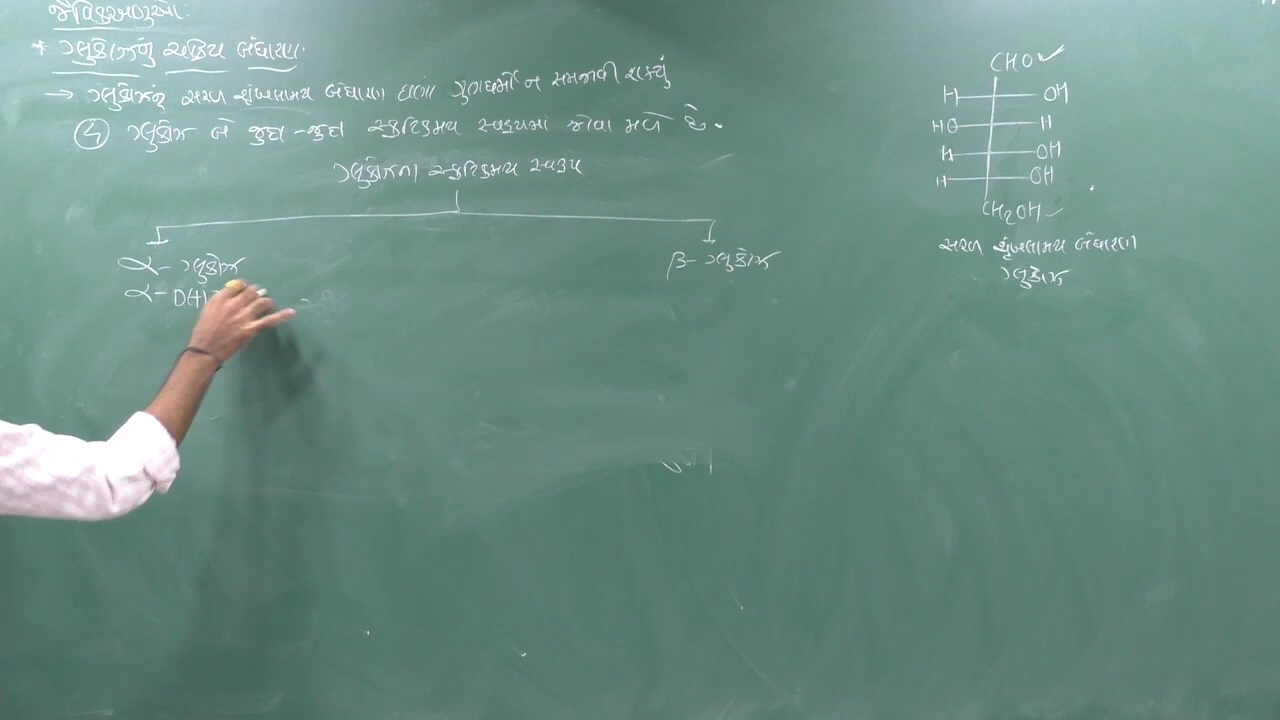 જૈવિકઅણુઓ:
* ગ્લુકોઝનું ચક્રિય બંધારણ.
→ ગ્લુકોઝનું સરળ શૃંખલામય બંધારણ ઘણાં ગુણધર્મો ન સમજાવી શક્યું
ગ્લુકોઝ બે જુદા-જુદા સ્ફટિકમય સ્વરૂપમાં જોવા મળે છે.
ગ્લુકોઝના સ્ફટિકમય સ્વરૂપ
α- ગ્લુકોઝ
β- ગ્લુકોઝ
α- D(+)
CHO ✓
H OH
HO H
H OH
H OH
CH₂OH ✓
સરળ શૃંખલામય બંધારણ
ગ્લુકોઝ